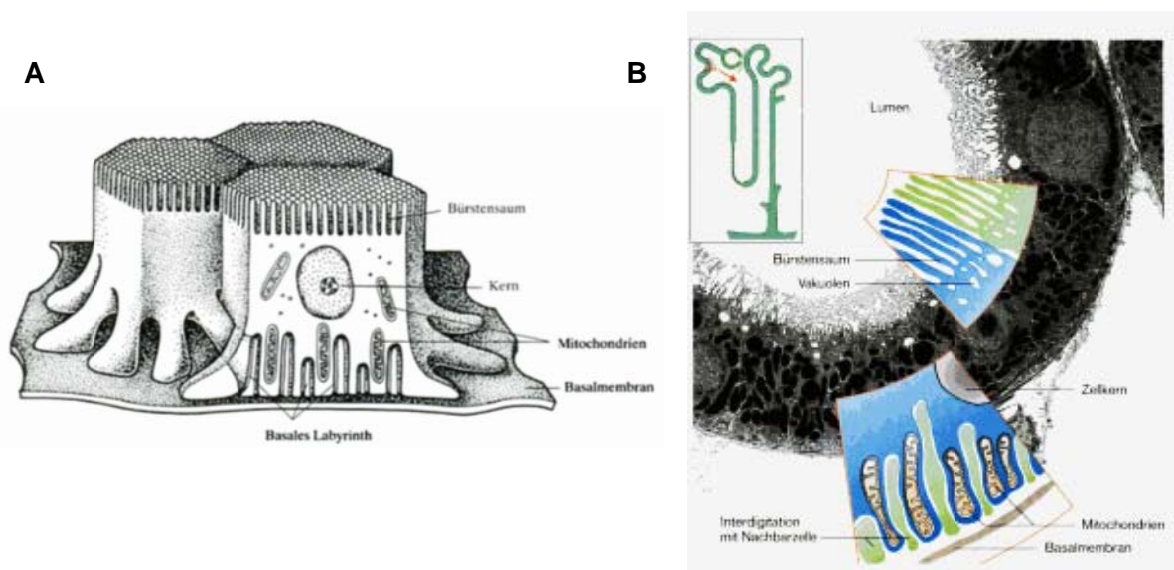 A
Bürstensaum
Kern
Mitochondrien
Basalmembran
Basales Labyrinth
B
Lumen
Bürstensaum
Vakuolen
Zellkern
Interdigitation
mit Nachbarzelle
Mitochondrien
Basalmembran